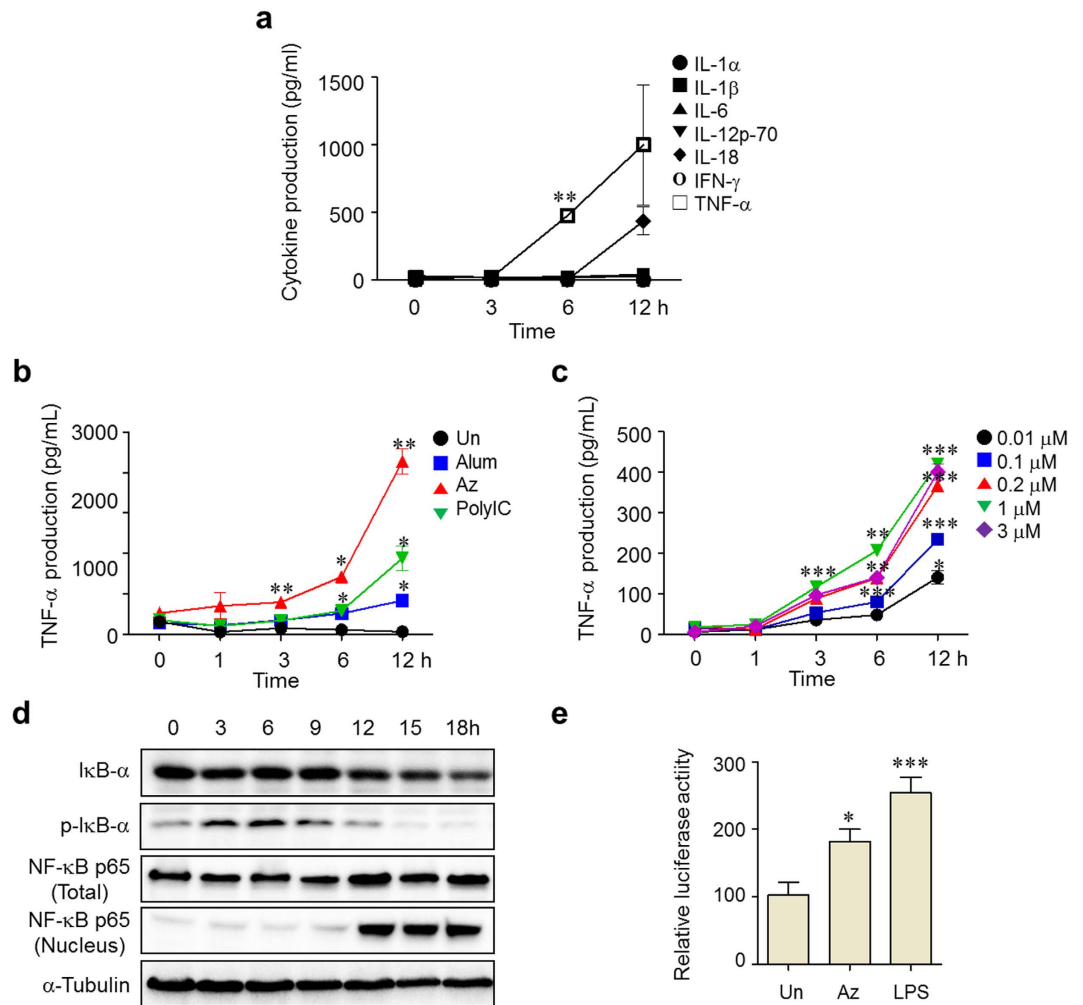 a
Cytokine production (pg/ml)
1500
1000
500
0
**
0 3 6 12 h
Time
IL-1α
IL-1β
IL-6
IL-12p-70
IL-18
IFN-γ
TNF-α
b
TNF-α production (pg/mL)
3000
2000
1000
0
**
*
*
**
*
*
0 1 3 6 12 h
Time
Un
Alum
Az
PolyIC
c
TNF-α production (pg/mL)
500
400
300
200
100
0
***
***
***
*
**
**
***
***
0 1 3 6 12 h
Time
0.01 μM
0.1 μM
0.2 μM
1 μM
3 μM
d
0 3 6 9 12 15 18h
IκB-α
p-IκB-α
NF-κB p65
(Total)
NF-κB p65
(Nucleus)
α-Tubulin
e
Relative luciferase actiity
300
200
100
0
*
***
Un Az LPS